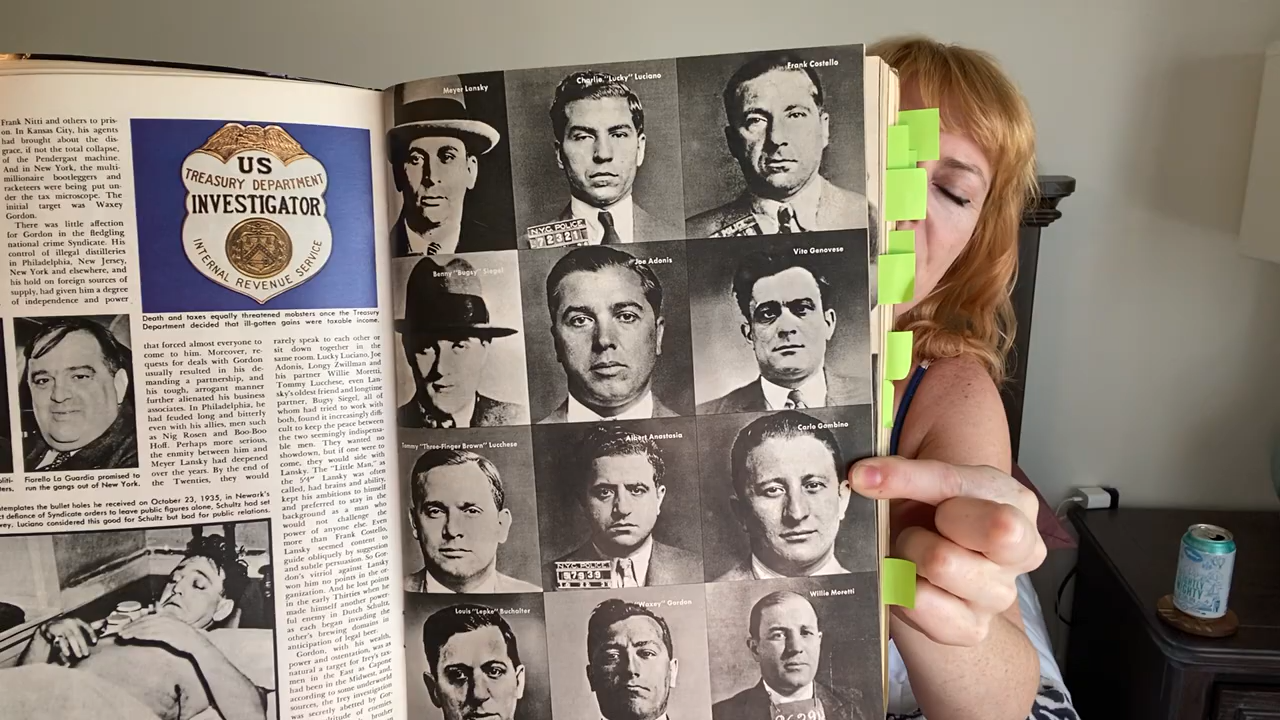 Frank Nitti and others to pris-
on. In Kansas City, his agents
had brought about the dis-
grace, if not the total collapse,
of the Pendergast machine.
And in New York, the multi-
millionaire bootleggers and
racketeers were being put un-
der the tax microscope. The
initial target was Waxey
Gordon.
There was little affection
for Gordon in the fledgling
national crime Syndicate. His
control of illegal distilleries
in Philadelphia, New Jersey,
New York and elsewhere, and
his hold on foreign sources of
supply, had given him a degree
of independence and power
US
TREASURY DEPARTMENT
INVESTIGATOR
INTERNAL REVENUE SERVICE
Death and taxes equally threatened mobsters once the Treasury
Department decided that ill-gotten gains were taxable income.
Fiorello La Guardia promised to
run the gangs out of New York.
that forced almost everyone to
come to him. Moreover, re-
quests for deals with Gordon
usually resulted in his de-
manding a partnership, and
his tough, arrogant manner
further alienated his business
associates. In Philadelphia, he
had feuded long and bitterly
even with his allies, men such
as Nig Rosen and Boo-Boo
Hoff. Perhaps more serious,
the enmity between him and
Meyer Lansky had deepened
over the years. By the end of
the Twenties, they would
rarely speak to each other or
sit down together in the
same room. Lucky Luciano, Joe
Adonis, Longy Zwillman and
his partner Willie Moretti,
Tommy Lucchese, even Lan-
sky's oldest friend and longtime
partner, Bugsy Siegel, all of
whom had tried to work with
both, found it increasingly diffi-
cult to keep the peace between
the two seemingly indispensa-
ble men. They wanted no
showdown, but if one were to
come, they would side with
Lansky. The "Little Man," as
the 5'4" Lansky was often
called, had brains and ability,
kept his ambitions to himself
and preferred to stay in the
background as a man who
would not challenge the
power of anyone else. Even
more than Frank Costello,
Lansky seemed content to
guide obliquely by suggestion
and subtle persuasion. So Gor-
don's vitriol against Lansky
won him no points in the or-
ganization. And he lost points
in the early Thirties when he
made himself another power-
ful enemy in Dutch Schultz,
as each began invading the
other's brewing domains in
anticipation of legal beer.
Gordon, with his wealth,
power and ostentation, was as
natural a target for Irey's tax-
men in the East as Capone
had been in the Midwest, and,
according to some underworld
sources, the Irey investigation
was secretly abetted by Gor-
multitude of enemies.
brother
templates the bullet holes he received on October 23, 1935, in Newark's
defiance of Syndicate orders to leave public figures alone, Schultz had set
Luciano considered this good for Schultz but bad for public relations.
Meyer Lansky
Charlie "Lucky" Luciano
Frank Costello
N.Y.C. POLICE
72321
Benny "Bugsy" Siegel
Joe Adonis
Vito Genovese
Tommy "Three-Finger Brown" Lucchese
Albert Anastasia
Carlo Gambino
N.Y.C. POLICE
57939
Louis "Lepke" Buchalter
"Waxey" Gordon
Willie Moretti